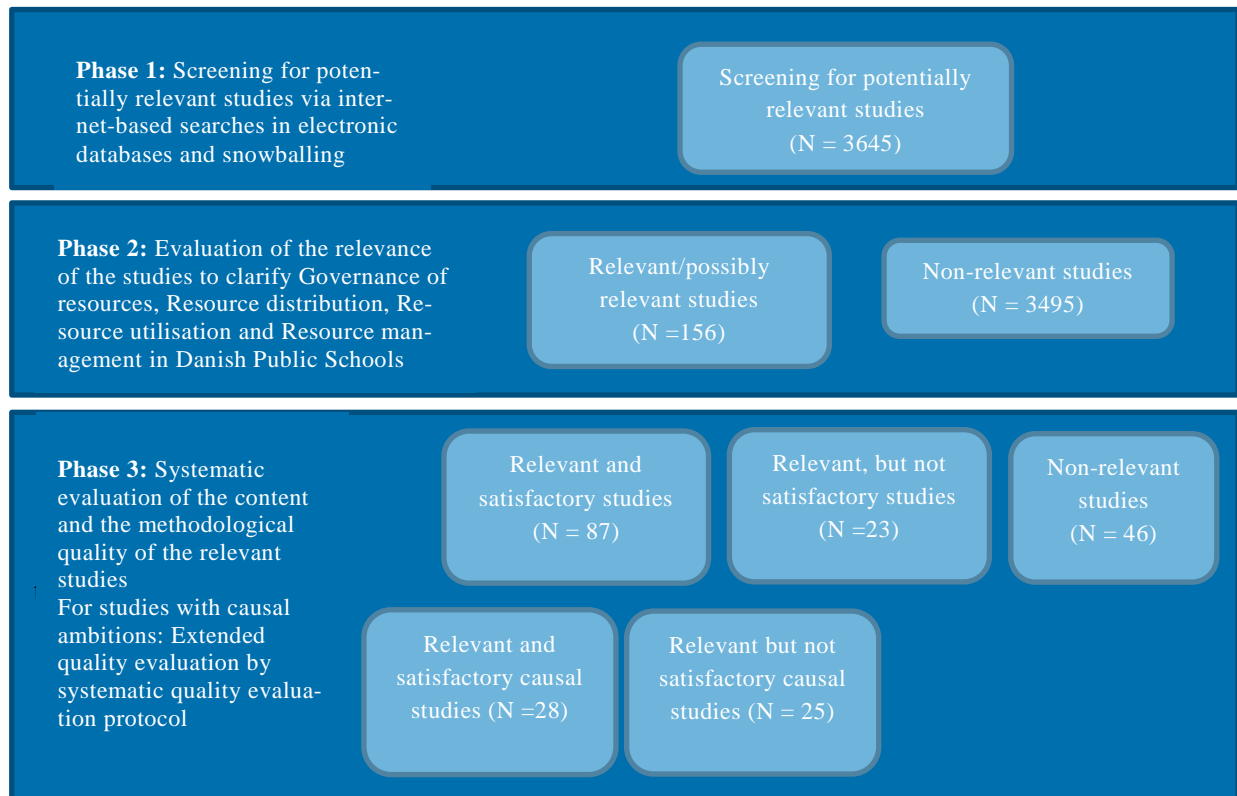 Phase 1: Screening for poten-
tially relevant studies via inter-
net-based searches in electronic
databases and snowballing
Screening for potentially
relevant studies
(N = 3645)
Phase 2: Evaluation of the relevance
of the studies to clarify Governance of
resources, Resource distribution, Re-
source utilisation and Resource man-
agement in Danish Public Schools
Relevant/possibly
relevant studies
(N =156)
Non-relevant studies
(N = 3495)
Phase 3: Systematic
evaluation of the content
and the methodological
quality of the relevant
studies
For studies with causal
ambitions: Extended
quality evaluation by
systematic quality evalua-
tion protocol
Relevant and
satisfactory studies
(N = 87)
Relevant, but not
satisfactory studies
(N =23)
Non-relevant
studies
(N = 46)
Relevant and
satisfactory causal
studies (N =28)
Relevant but not
satisfactory causal
studies (N = 25)